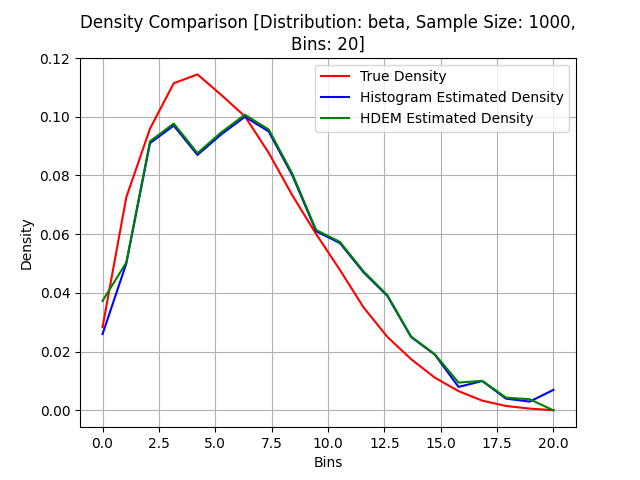 Density Comparison [Distribution: beta, Sample Size: 1000,
Bins: 20]
True Density
Histogram Estimated Density
HDEM Estimated Density
Density
0.12
0.10
0.08
0.06
0.04
0.02
0.00
0.0 2.5 5.0 7.5 10.0 12.5 15.0 17.5 20.0
Bins